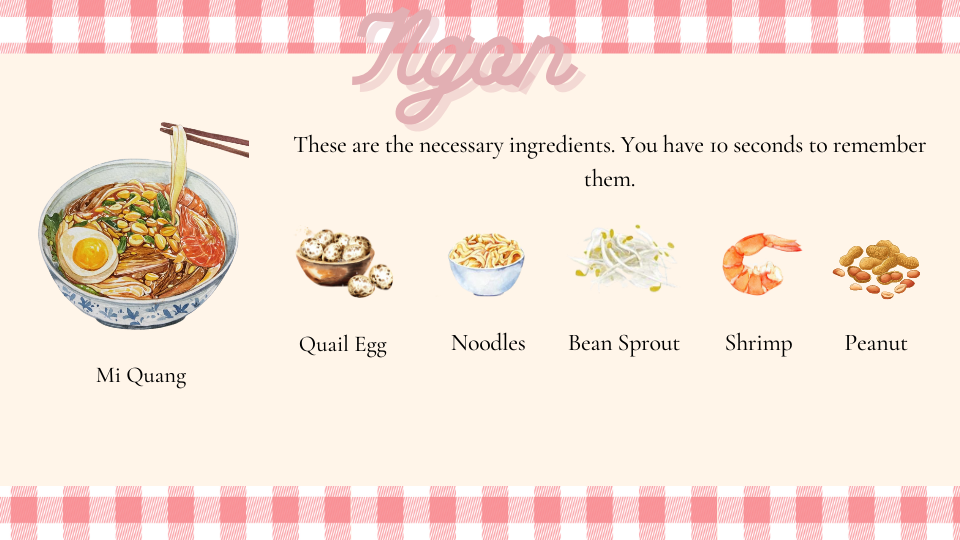 Ngon
These are the necessary ingredients. You have 10 seconds to remember
them.
Quail Egg
Noodles
Bean Sprout
Shrimp
Peanut
Mi Quang